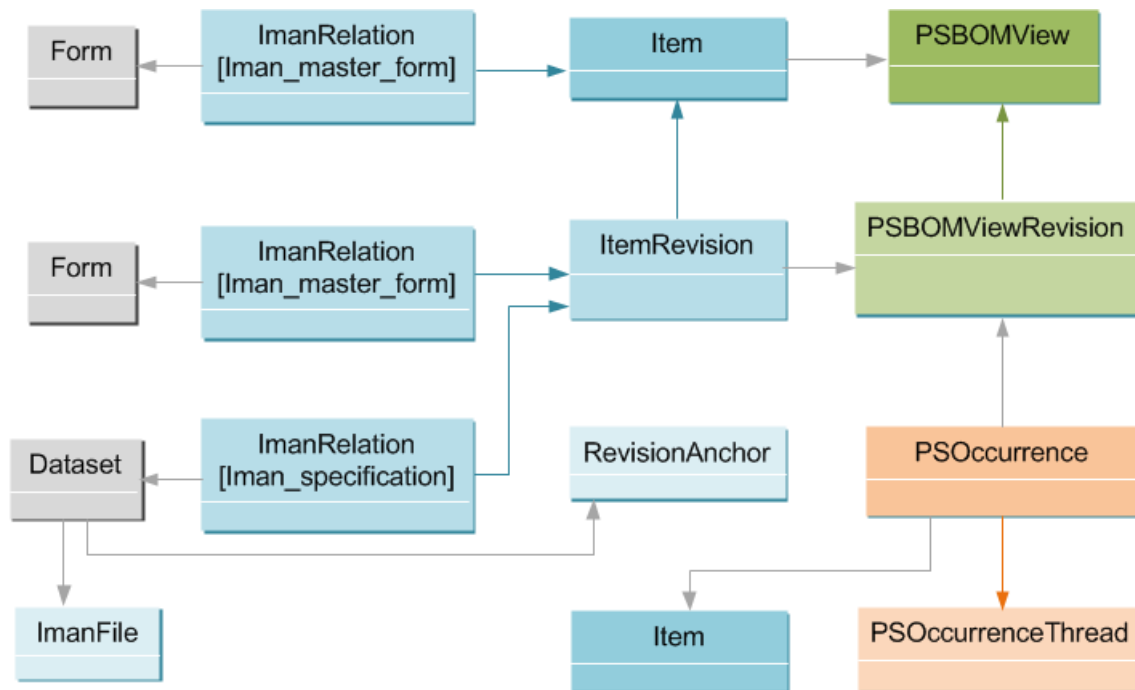 Form
ImanRelation
[Iman_master_form]
Item
PSBOMView
Form
ImanRelation
[Iman_master_form]
ItemRevision
PSBOMViewRevision
Dataset
ImanRelation
[Iman_specification]
RevisionAnchor
PSOccurrence
ImanFile
Item
PSOccurrenceThread